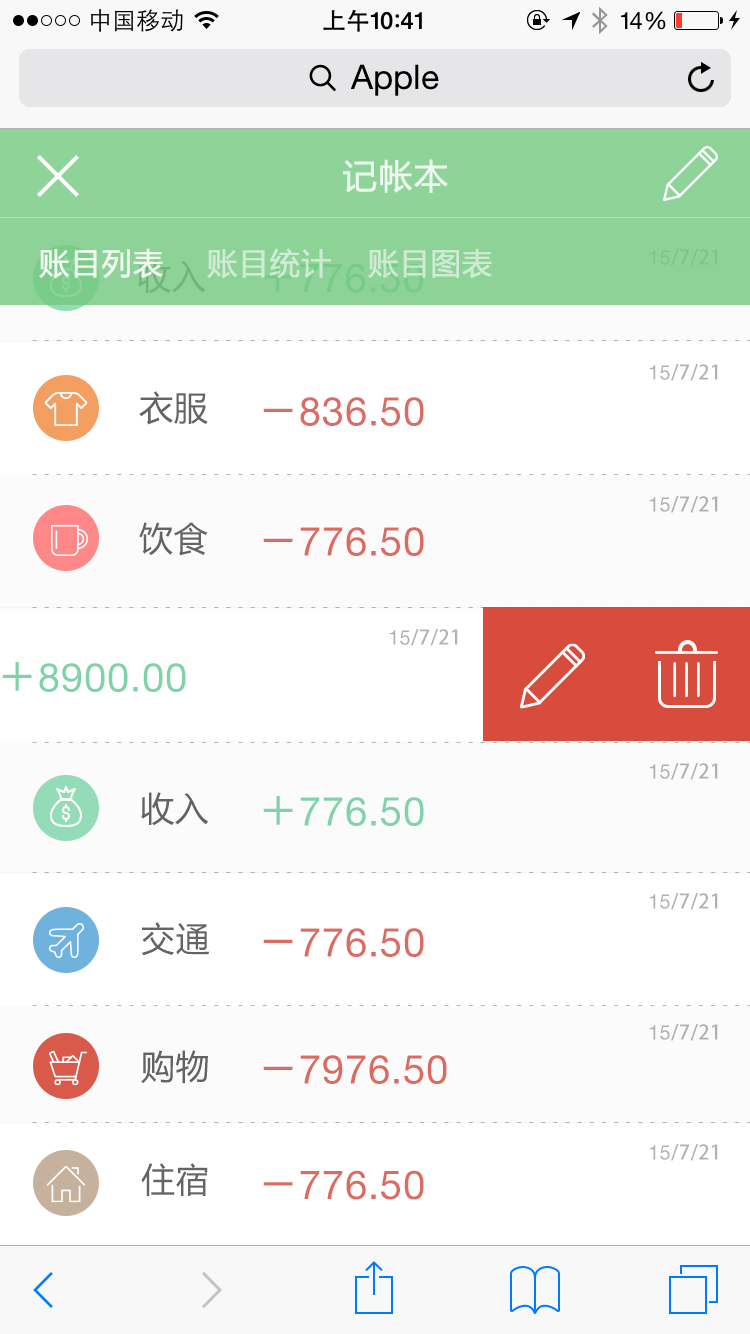 中国移动 上午10:41 14%
Apple
记帐本
账目列表 账目统计 账目图表
收入 +776.50 15/7/21
衣服 －836.50 15/7/21
饮食 －776.50 15/7/21
+8900.00 15/7/21
收入 +776.50 15/7/21
交通 －776.50 15/7/21
购物 －7976.50 15/7/21
住宿 －776.50 15/7/21